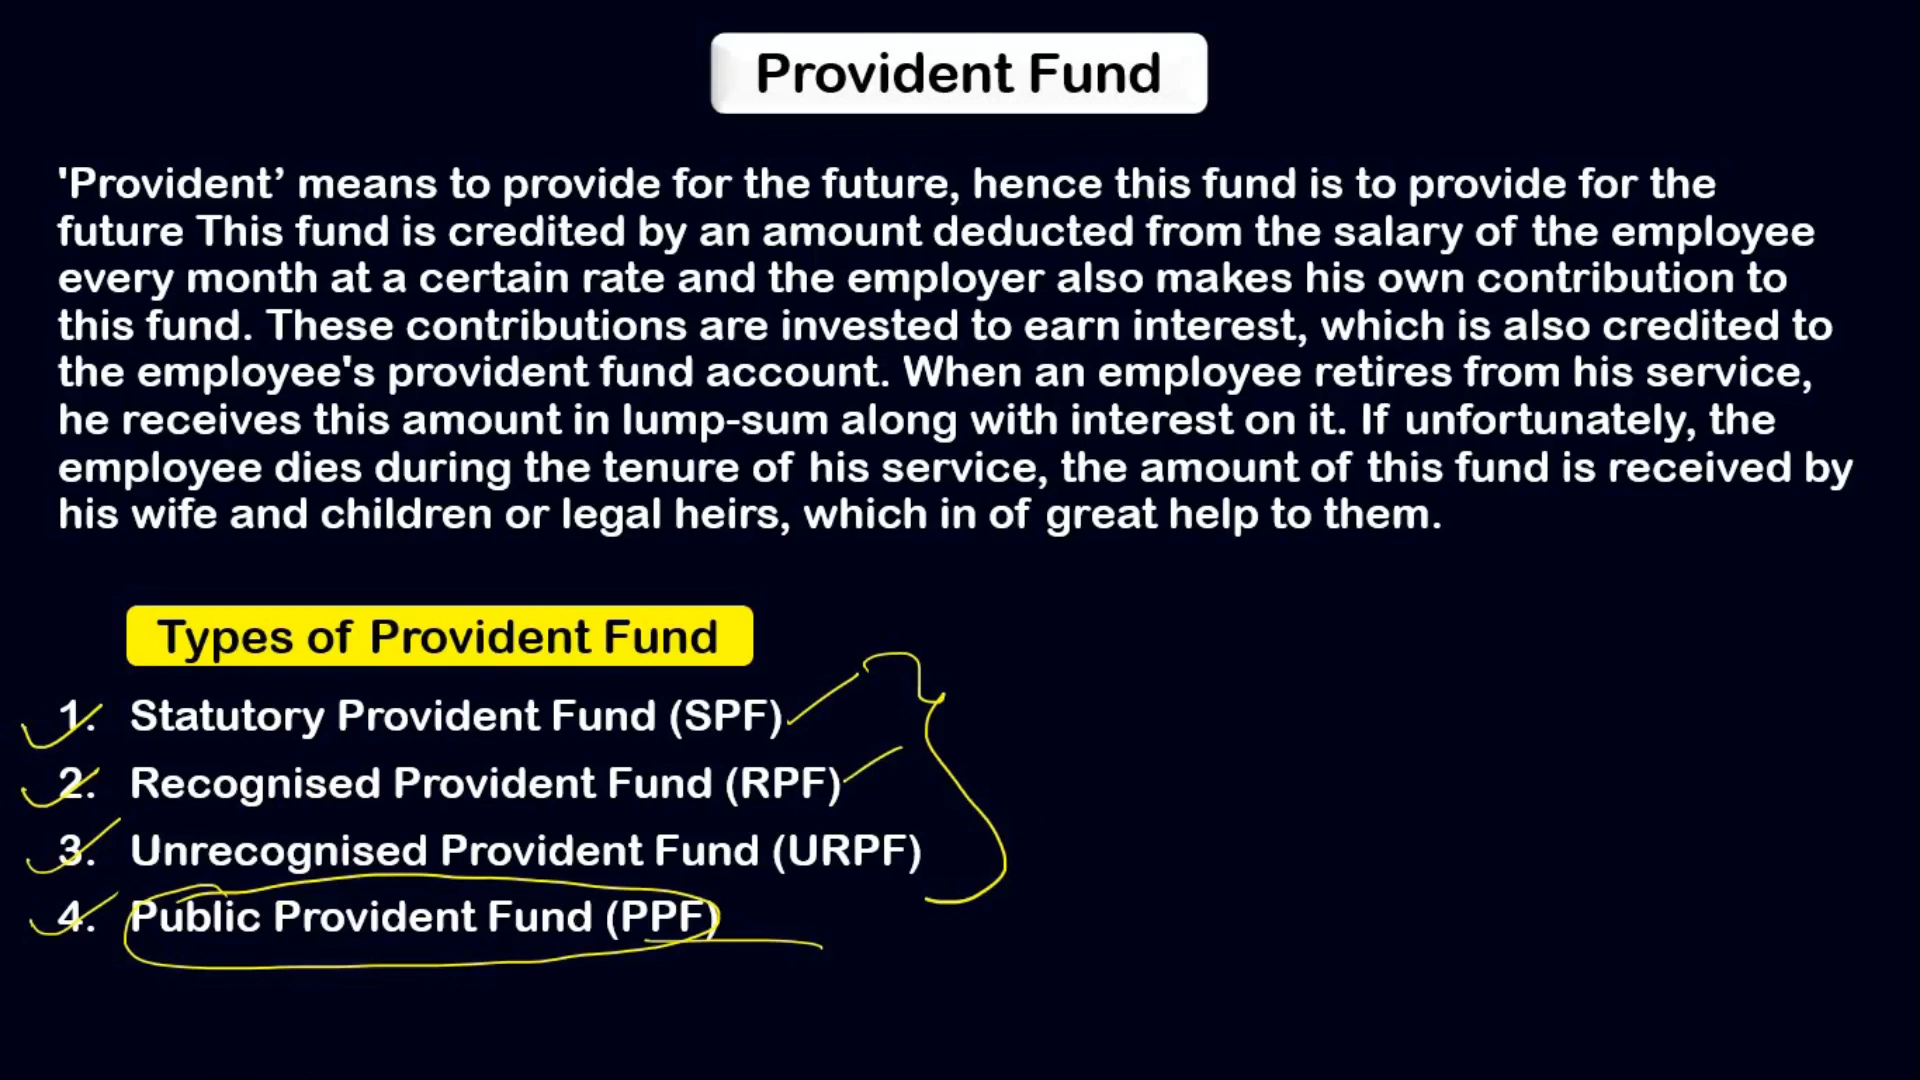 Provident Fund
'Provident’ means to provide for the future, hence this fund is to provide for the
future This fund is credited by an amount deducted from the salary of the employee
every month at a certain rate and the employer also makes his own contribution to
this fund. These contributions are invested to earn interest, which is also credited to
the employee's provident fund account. When an employee retires from his service,
he receives this amount in lump-sum along with interest on it. If unfortunately, the
employee dies during the tenure of his service, the amount of this fund is received by
his wife and children or legal heirs, which in of great help to them.
Types of Provident Fund
1. Statutory Provident Fund (SPF)
2. Recognised Provident Fund (RPF)
3. Unrecognised Provident Fund (URPF)
4. Public Provident Fund (PPF)